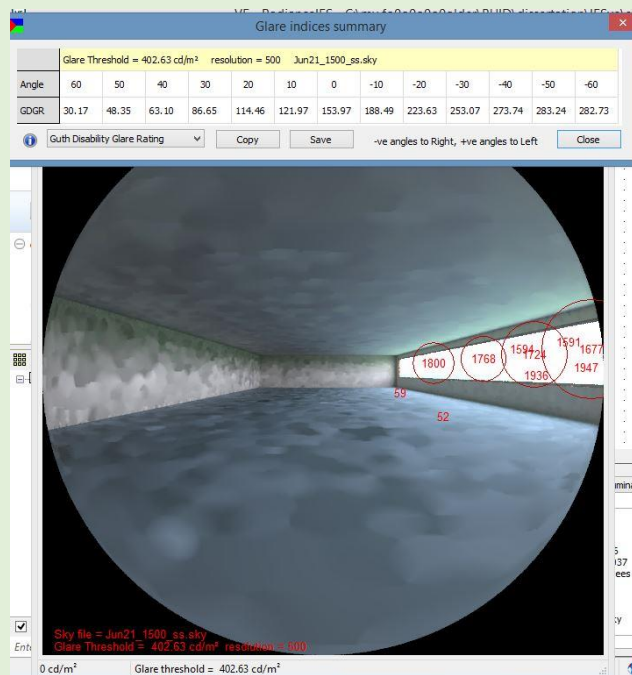 VE - RadianceIES - C:\
Glare indices summary
Glare Threshold = 402.63 cd/m² resolution = 500 Jun21_1500_ss.sky
Angle 60 50 40 30 20 10 0 -10 -20 -30 -40 -50 -60
GDGR 30.17 48.35 63.10 86.65 114.46 121.97 153.97 188.49 223.63 253.07 273.74 283.24 282.73
Guth Disability Glare Rating Copy Save -ve angles to Right, +ve angles to Left Close
1800 1768 1594 1724 1936 1591 1677 1947
59
52
Sky file = Jun21_1500_ss.sky
Glare Threshold = 402.63 cd/m² resolution = 500
0 cd/m² Glare threshold = 402.63 cd/m²